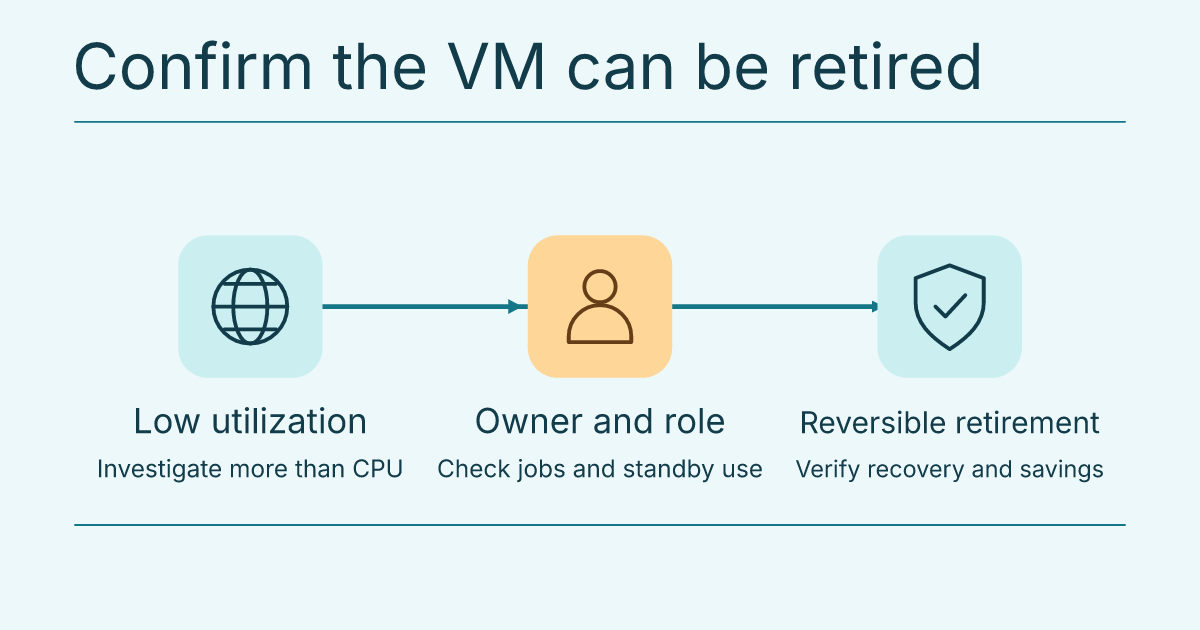 Confirm the VM can be retired
Low utilization
Investigate more than CPU
Owner and role
Check jobs and standby use
Reversible retirement
Verify recovery and savings